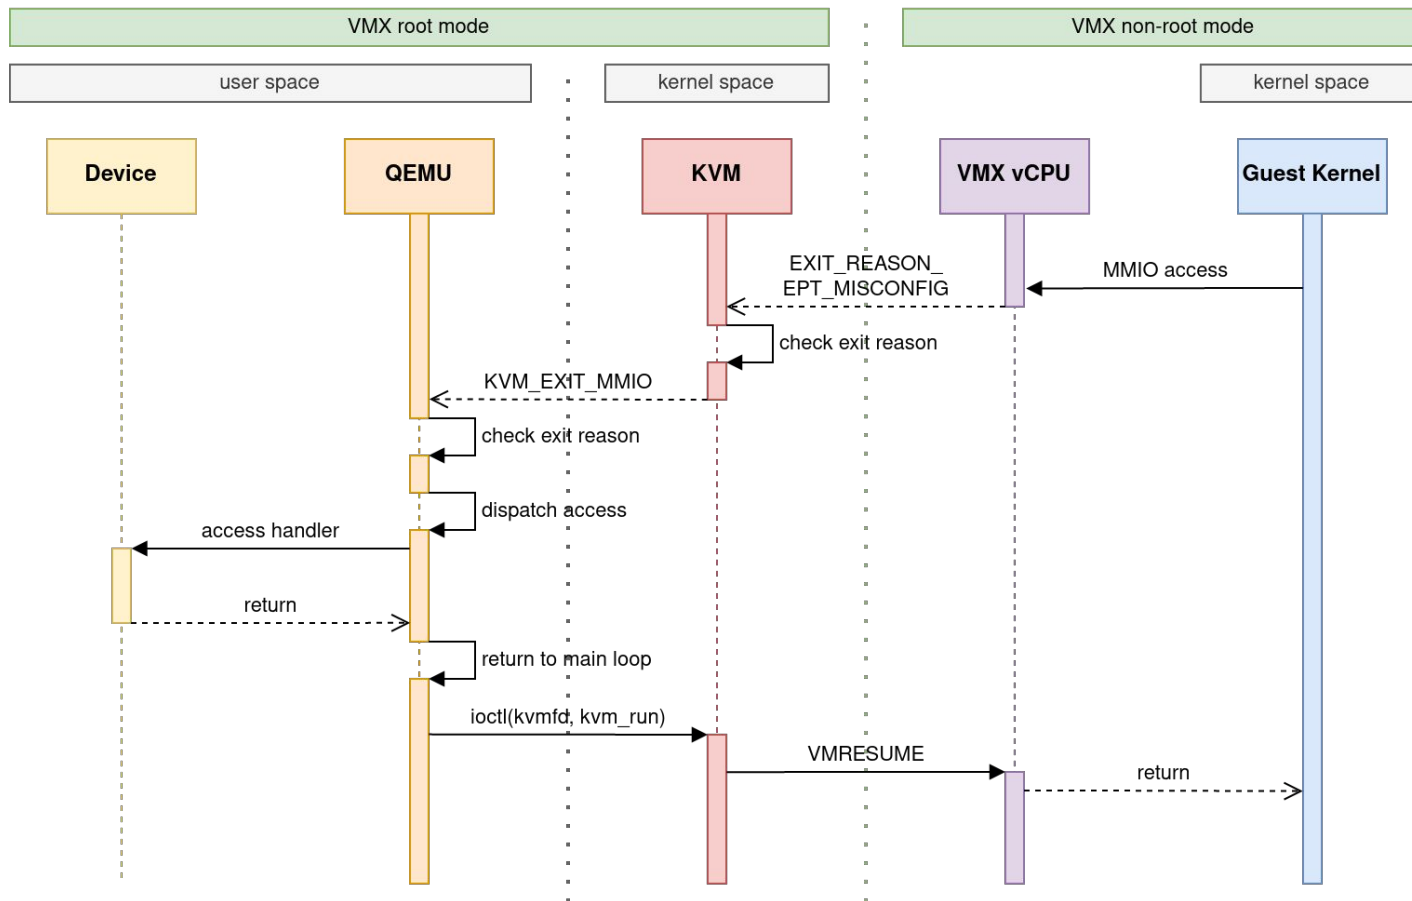 VMX root mode
VMX non-root mode
user space
kernel space
kernel space
Device
QEMU
KVM
VMX vCPU
Guest Kernel
EXIT_REASON_
EPT_MISCONFIG
MMIO access
check exit reason
KVM_EXIT_MMIO
check exit reason
dispatch access
access handler
return
return to main loop
ioctl(kvmfd, kvm_run)
VMRESUME
return